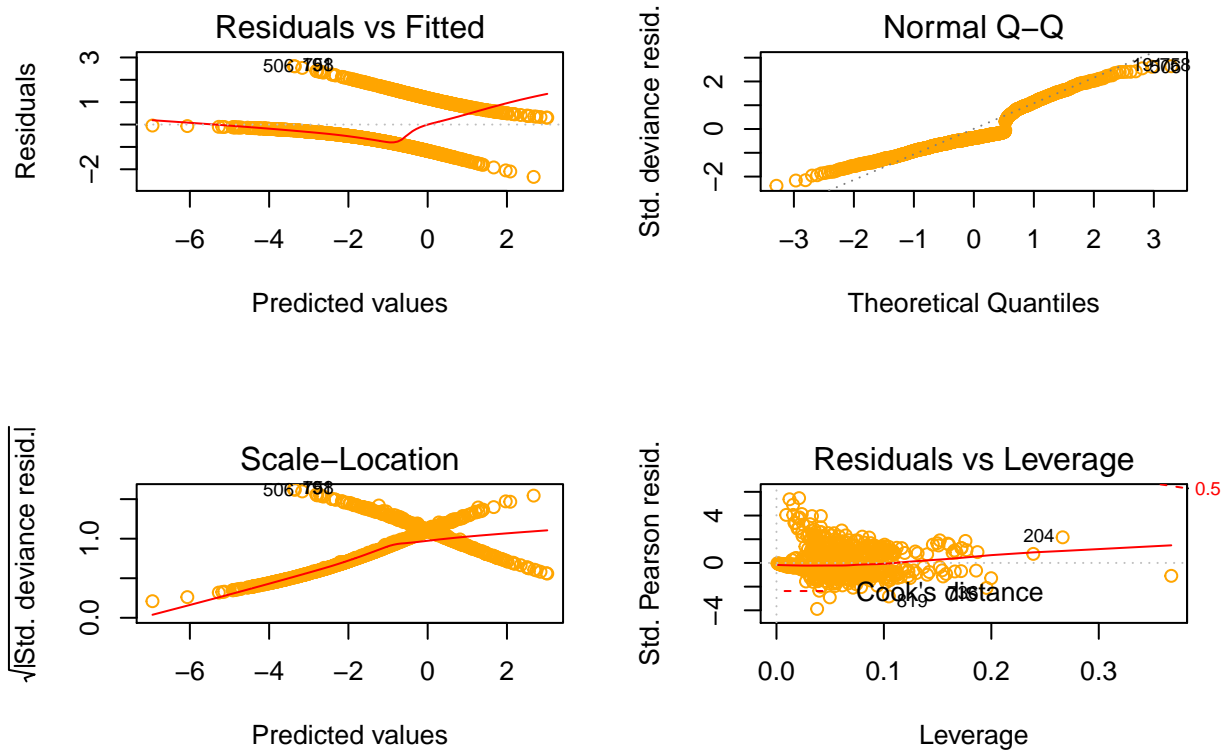 Residuals vs Fitted
Residuals
3
1
−2
506
−6 −4 −2 0 2
Predicted values
Normal Q−Q
Std. deviance resid.
2
0
−2
−3 −2 −1 0 1 2 3
Theoretical Quantiles
Scale−Location
√|Std. deviance resid.|
1.0
0.0
506
−6 −4 −2 0 2
Predicted values
Residuals vs Leverage
Std. Pearson resid.
4
0
−4
0.5
204
Cook's distance
819
0.0 0.1 0.2 0.3
Leverage